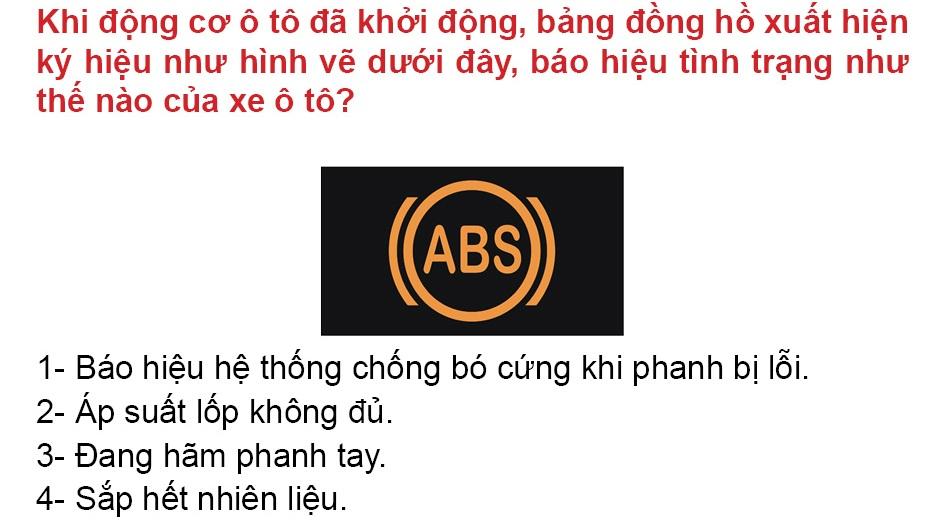 Khi động cơ ô tô đã khởi động, bảng đồng hồ xuất hiện
ký hiệu như hình vẽ dưới đây, báo hiệu tình trạng như
thế nào của xe ô tô?
ABS
1- Báo hiệu hệ thống chống bó cứng khi phanh bị lỗi.
2- Áp suất lốp không đủ.
3- Đang hãm phanh tay.
4- Sắp hết nhiên liệu.